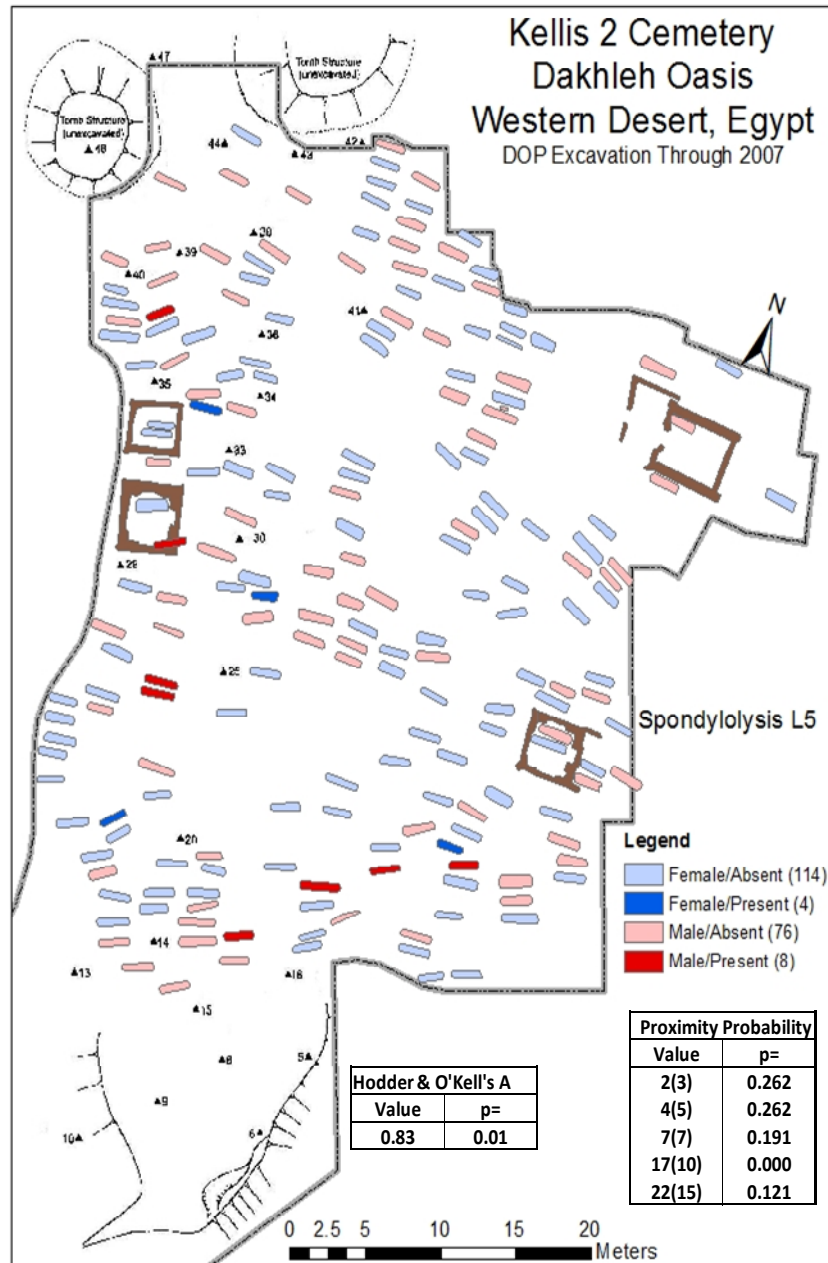 Kellis 2 Cemetery
Dakhleh Oasis
Western Desert, Egypt
DOP Excavation Through 2007
47
Tomb Structure
(unexcavated)
Tomb Structure
(unexcavated)
48
44
43
42
N
38
39
40
41
36
35
34
33
30
29
25
Spondylolysis L5
20
14
13
16
15
8
5
9
6
10
Legend
Female/Absent (114)
Female/Present (4)
Male/Absent (76)
Male/Present (8)
Hodder & O'Kell's A
Value p=
0.83 0.01
Proximity Probability
Value p=
2(3) 0.262
4(5) 0.262
7(7) 0.191
17(10) 0.000
22(15) 0.121
0 2.5 5 10 15 20
Meters